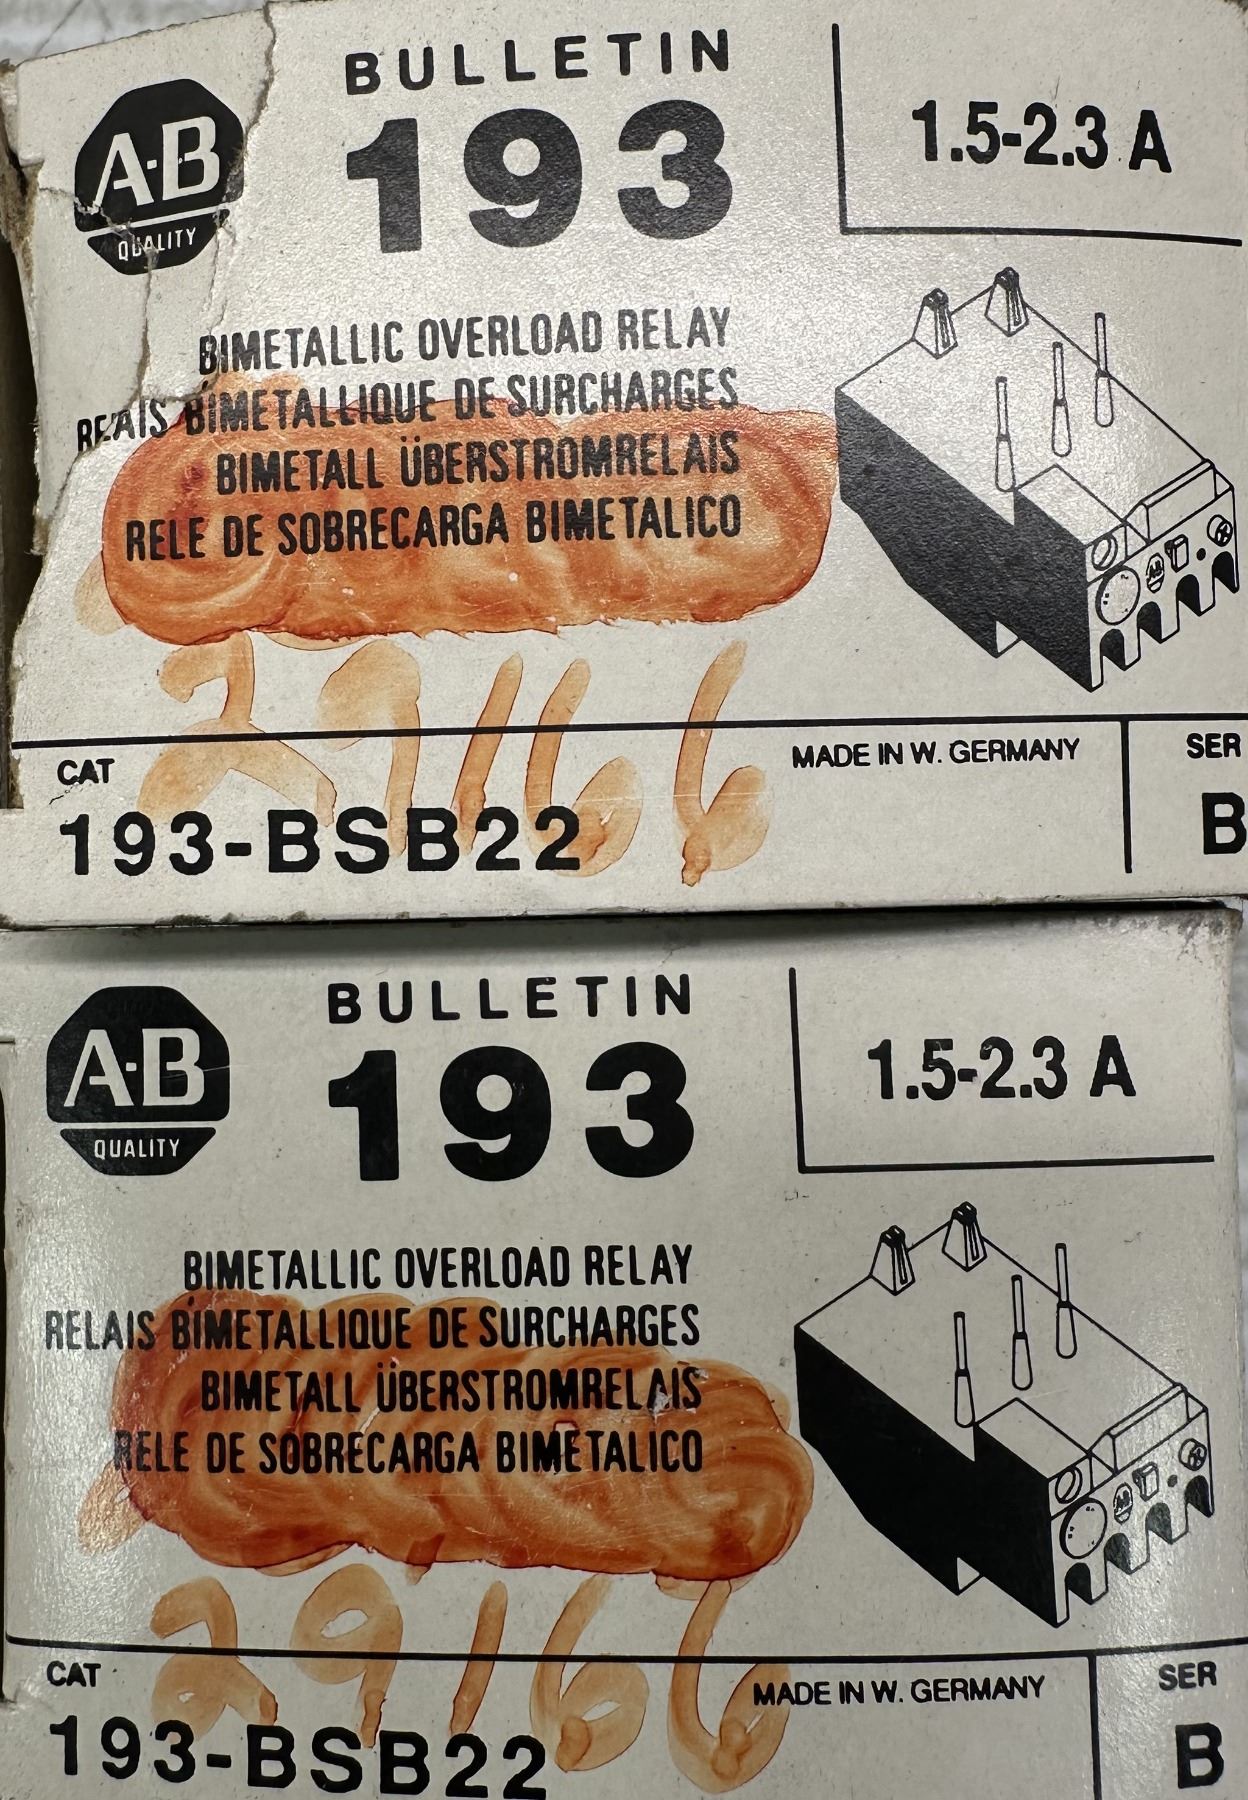 A-B
QUALITY
BULLETIN
193
1.5-2.3 A
BIMETALLIC OVERLOAD RELAY
RELAIS BIMETALLIQUE DE SURCHARGES
BIMETALL ÜBERSTROMRELAIS
RELE DE SOBRECARGA BIMETALICO
29166
CAT
193-BSB22
MADE IN W. GERMANY
SER
B
A-B
QUALITY
BULLETIN
193
1.5-2.3 A
BIMETALLIC OVERLOAD RELAY
RELAIS BIMETALLIQUE DE SURCHARGES
BIMETALL ÜBERSTROMRELAIS
RELE DE SOBRECARGA BIMETALICO
29166
CAT
193-BSB22
MADE IN W. GERMANY
SER
B